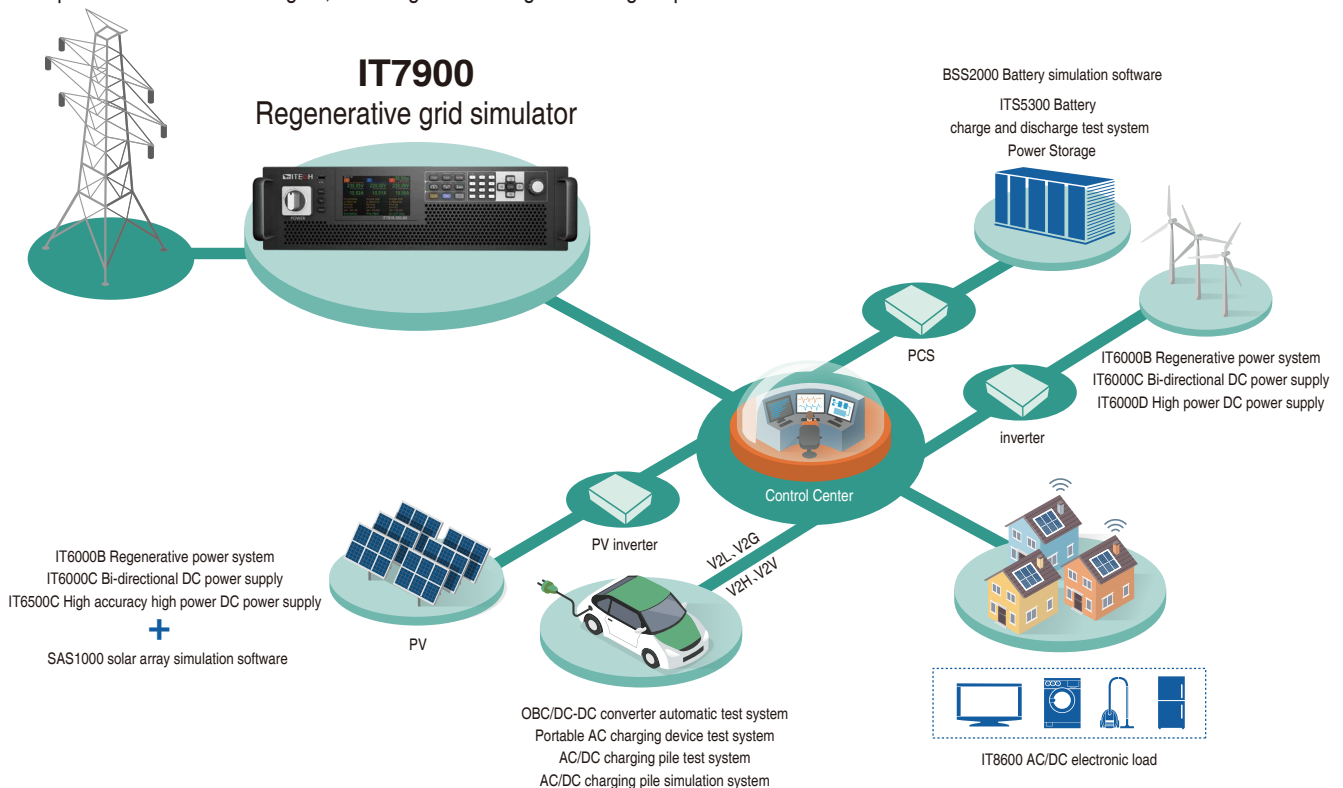 IT7900
Regenerative grid simulator
ITECH
POWER
BSS2000 Battery simulation software
ITS5300 Battery
charge and discharge test system
Power Storage
PCS
IT6000B Regenerative power system
IT6000C Bi-directional DC power supply
IT6000D High power DC power supply
inverter
Control Center
PV inverter
V2L、V2G
V2H、V2V
IT6000B Regenerative power system
IT6000C Bi-directional DC power supply
IT6500C High accuracy high power DC power supply
+
SAS1000 solar array simulation software
PV
OBC/DC-DC converter automatic test system
Portable AC charging device test system
AC/DC charging pile test system
AC/DC charging pile simulation system
IT8600 AC/DC electronic load